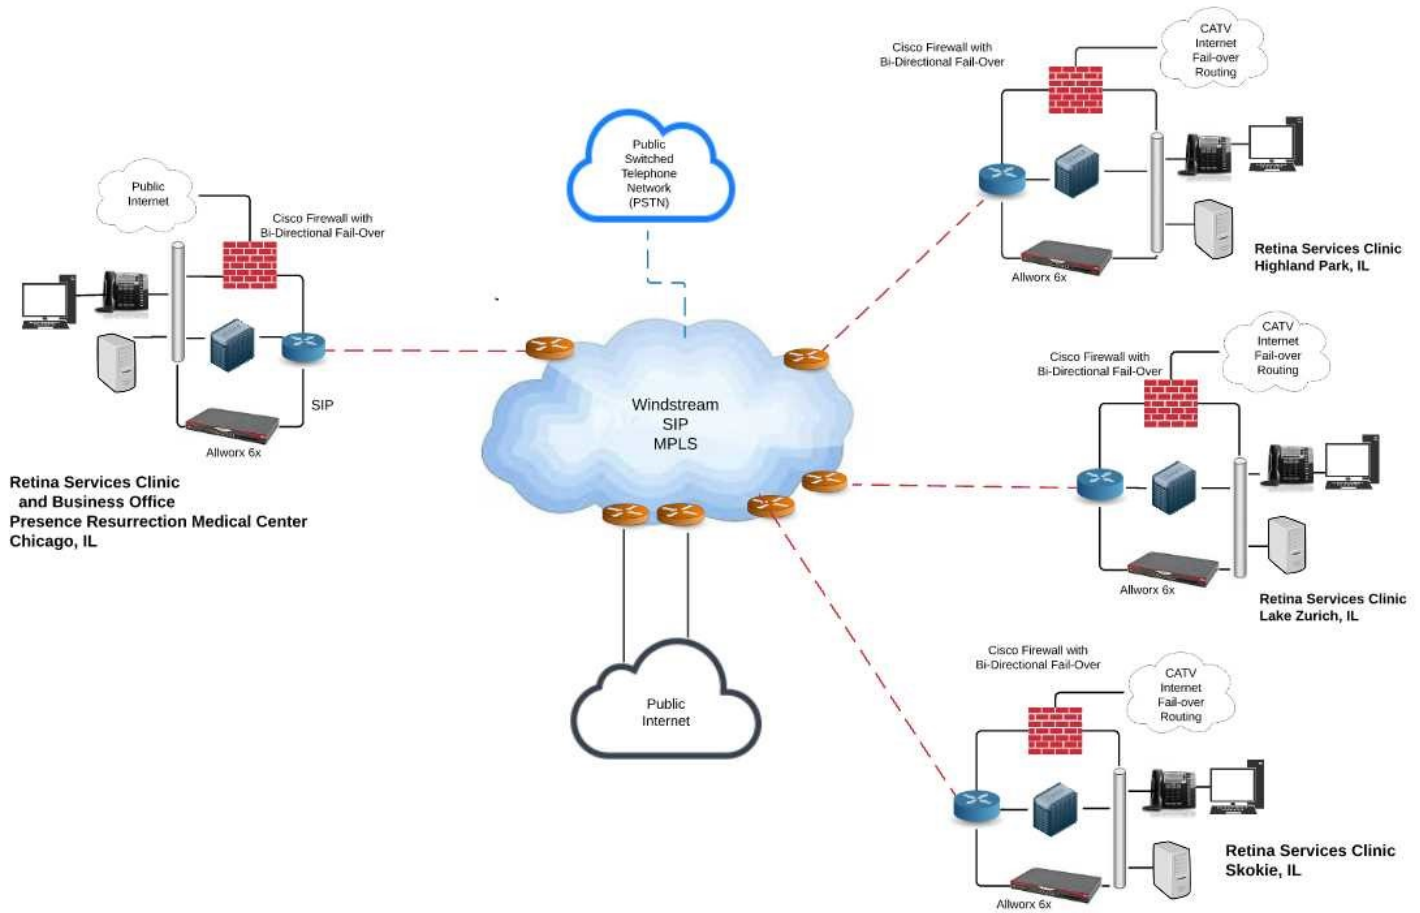 Public
Internet
Cisco Firewall with
Bi-Directional Fail-Over
SIP
Allworx 6x
Retina Services Clinic
and Business Office
Presence Resurrection Medical Center
Chicago, IL
Public
Switched
Telephone
Network
(PSTN)
Windstream
SIP
MPLS
Public
Internet
Cisco Firewall with
Bi-Directional Fail-Over
CATV
Internet
Fail-over
Routing
Allworx 6x
Retina Services Clinic
Highland Park, IL
Cisco Firewall with
Bi-Directional Fail-Over
CATV
Internet
Fail-over
Routing
Allworx 6x
Retina Services Clinic
Lake Zurich, IL
Cisco Firewall with
Bi-Directional Fail-Over
CATV
Internet
Fail-over
Routing
Allworx 6x
Retina Services Clinic
Skokie, IL